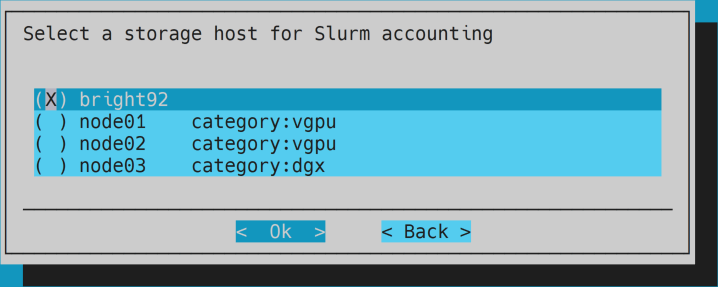 Select a storage host for Slurm accounting
(X) bright92
( ) node01    category:vgpu
( ) node02    category:vgpu
( ) node03    category:dgx
<  Ok  >    < Back >